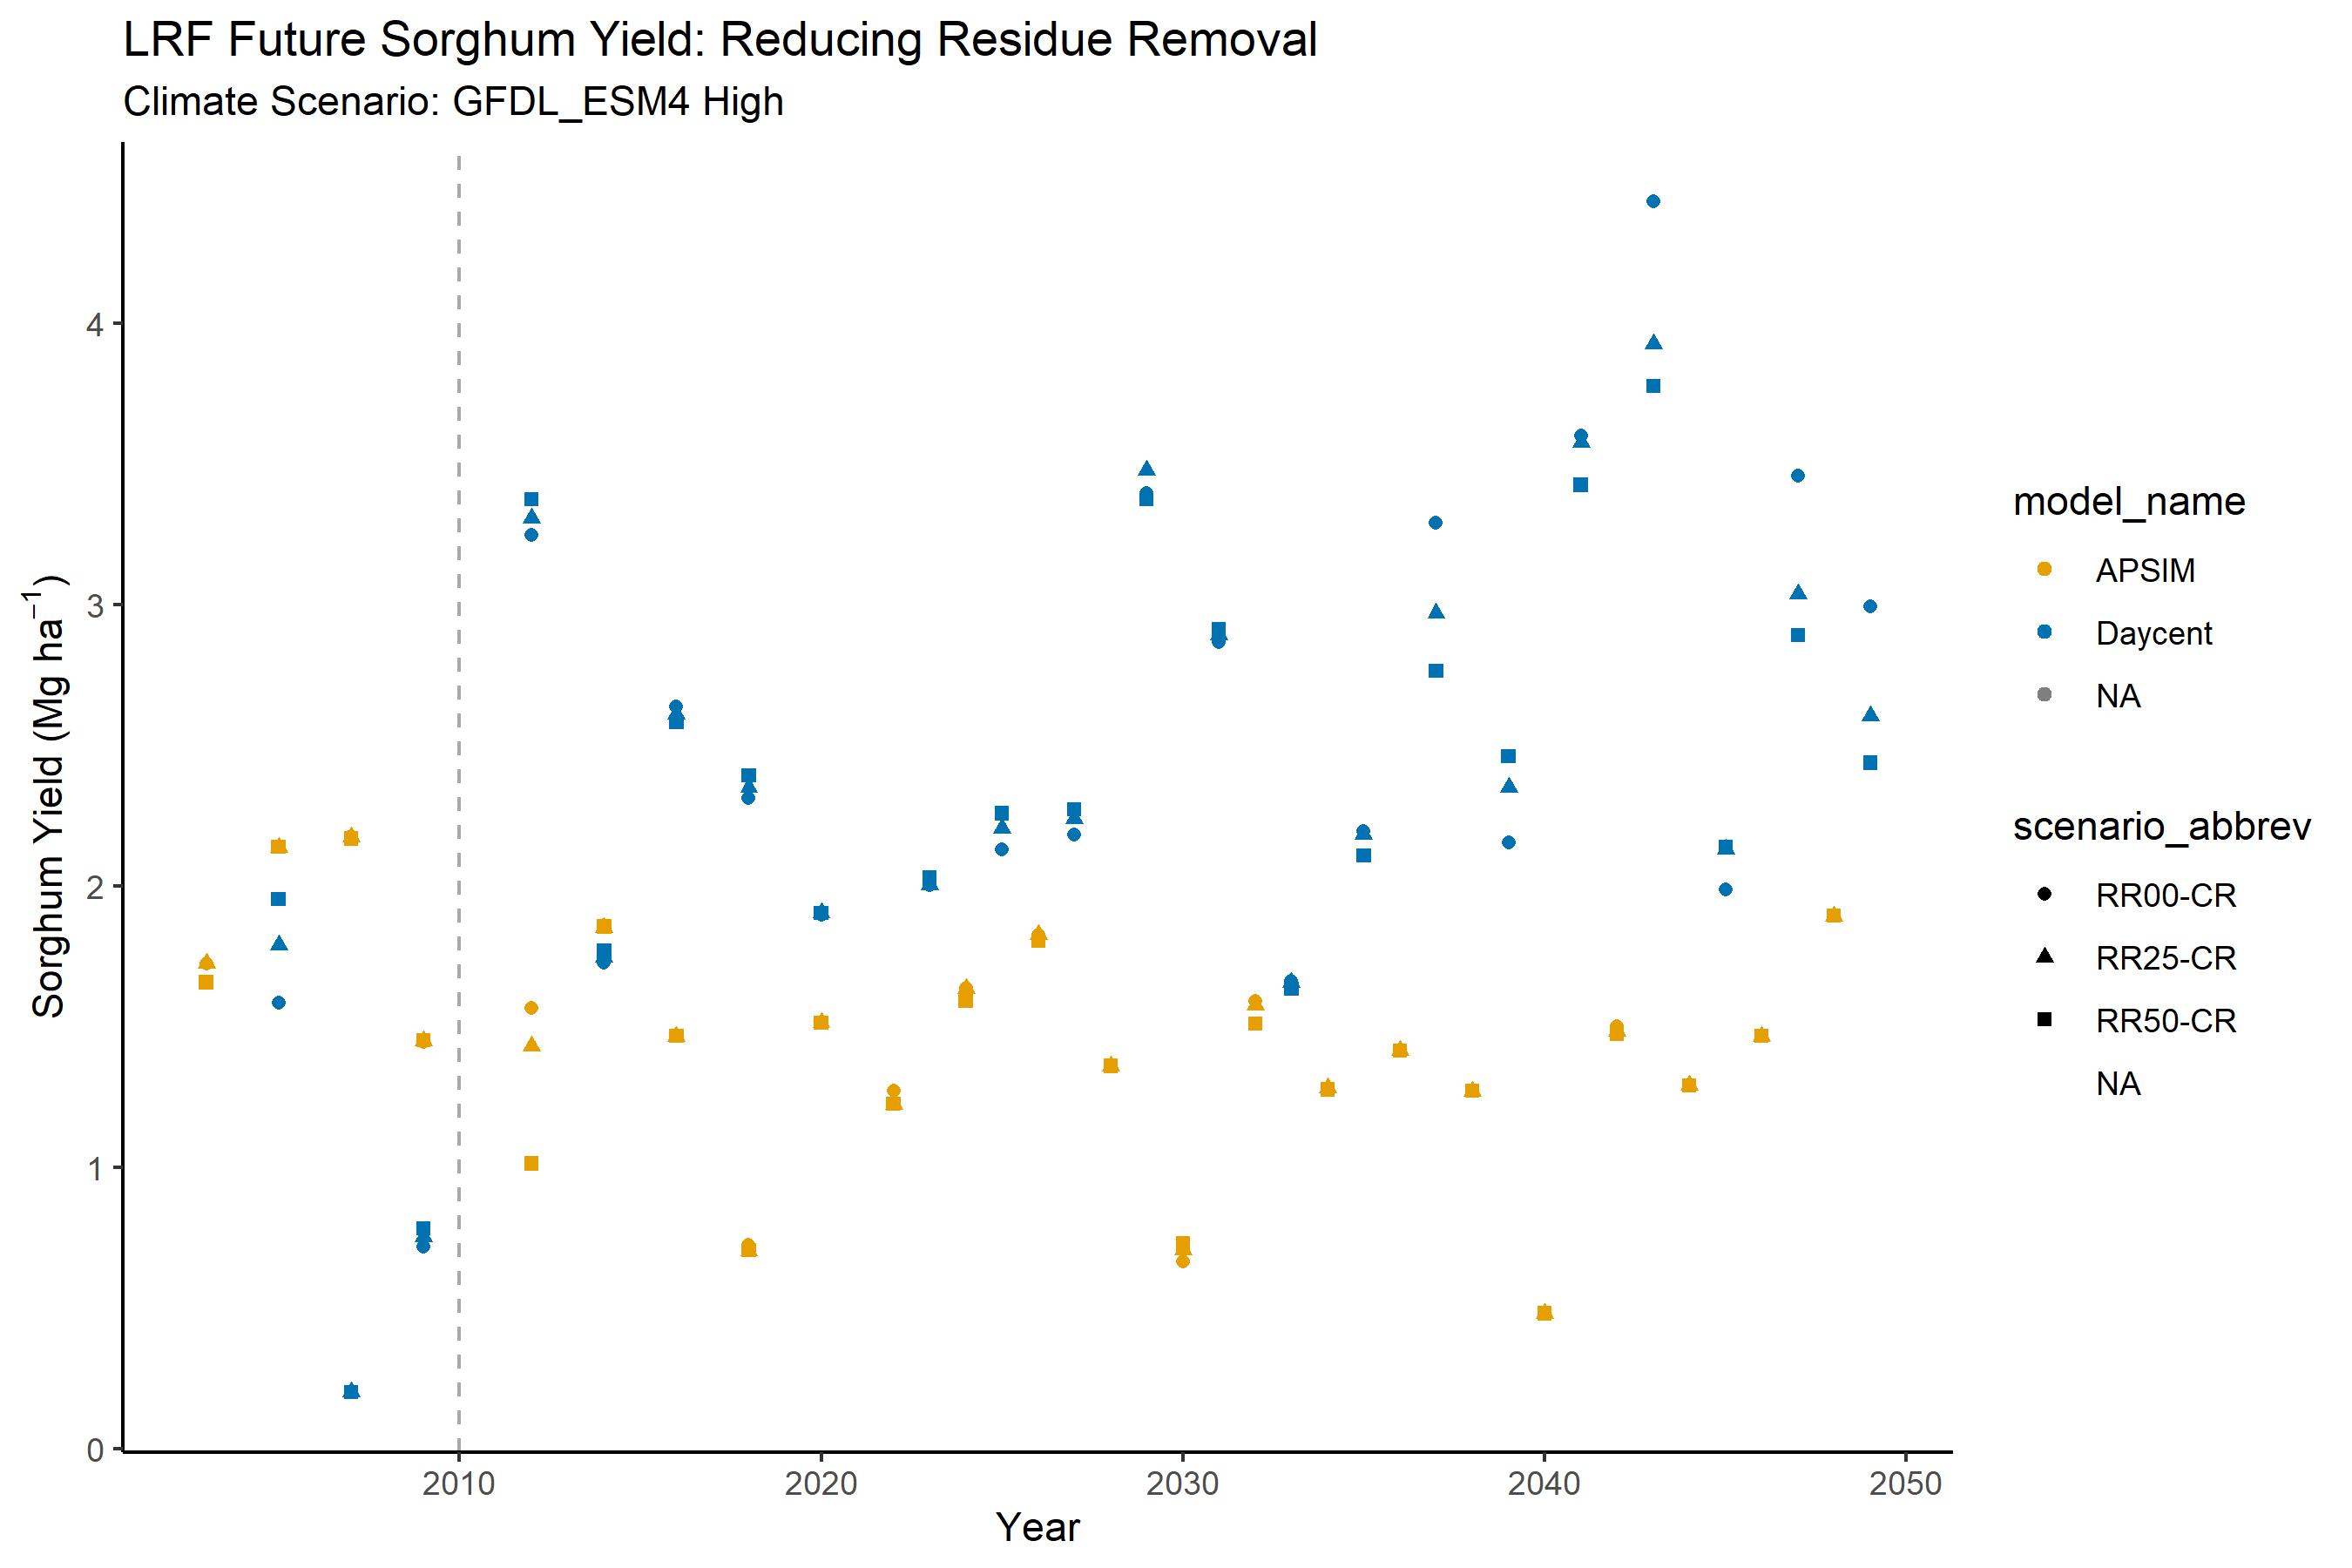 LRF Future Sorghum Yield: Reducing Residue Removal
Climate Scenario: GFDL_ESM4 High
Sorghum Yield (Mg ha⁻¹)
4
3
2
1
0
2010 2020 2030 2040 2050
Year
model_name
APSIM
Daycent
NA
scenario_abbrev
RR00-CR
RR25-CR
RR50-CR
NA